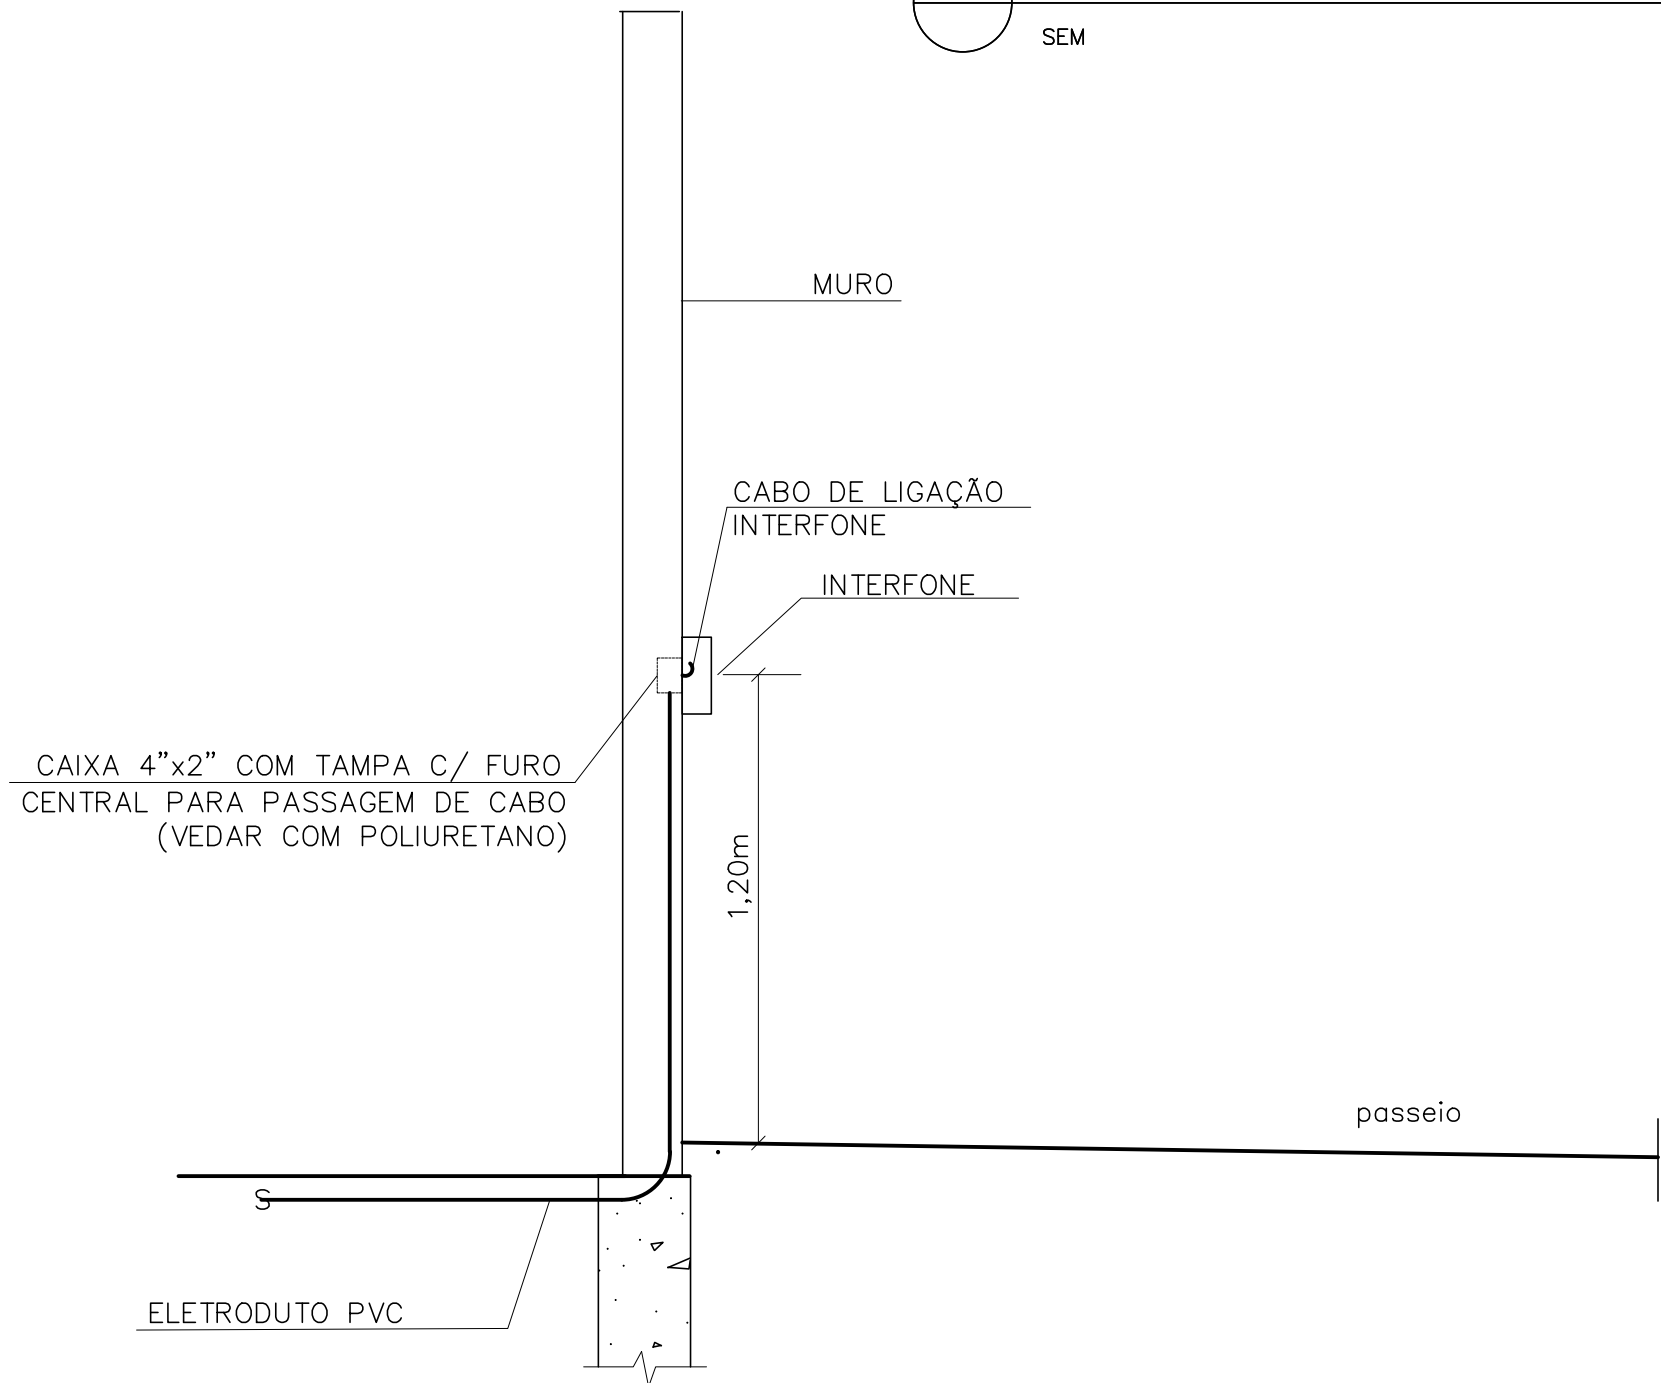 SEM
MURO
CABO DE LIGAÇÃO
INTERFONE
INTERFONE
CAIXA 4”x2” COM TAMPA C/ FURO
CENTRAL PARA PASSAGEM DE CABO
(VEDAR COM POLIURETANO)
1,20m
passeio
S
ELETRODUTO PVC